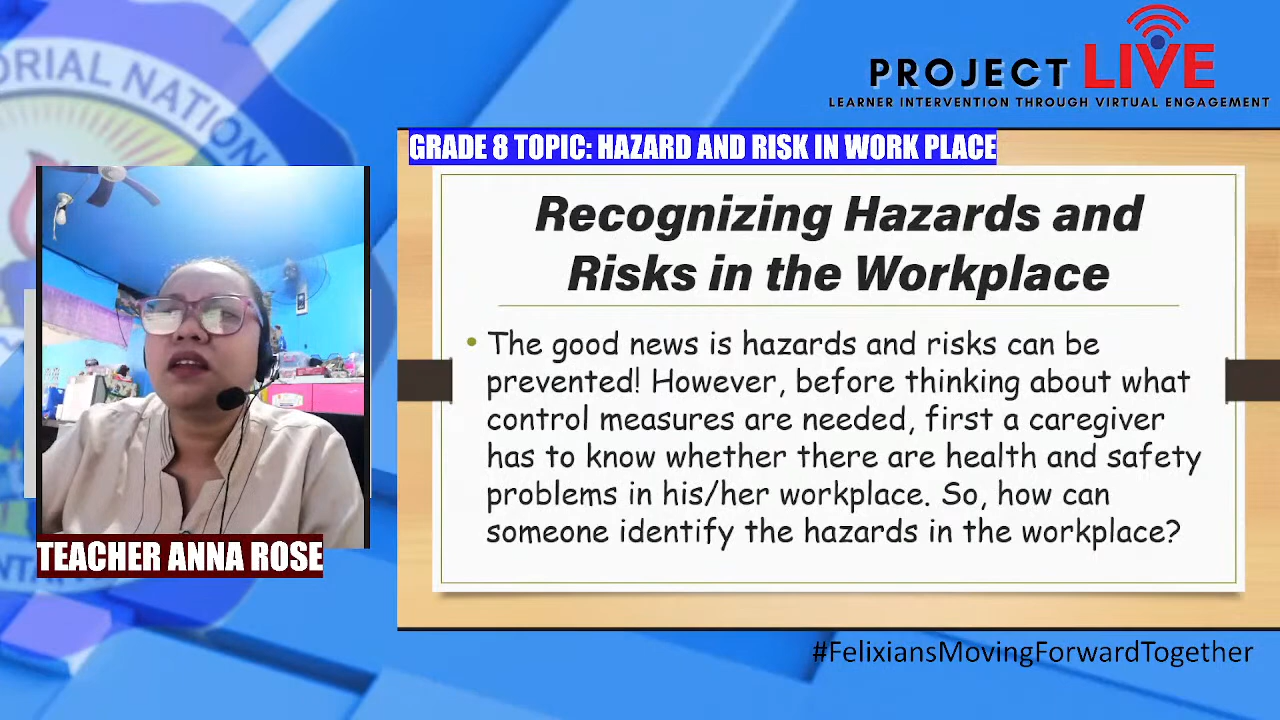 ORIAL NATION
PROJECT LIVE
LEARNER INTERVENTION THROUGH VIRTUAL ENGAGEMENT
GRADE 8 TOPIC: HAZARD AND RISK IN WORK PLACE
Recognizing Hazards and
Risks in the Workplace
• The good news is hazards and risks can be
prevented! However, before thinking about what
control measures are needed, first a caregiver
has to know whether there are health and safety
problems in his/her workplace. So, how can
someone identify the hazards in the workplace?
TEACHER ANNA ROSE
#FelixiansMovingForwardTogether